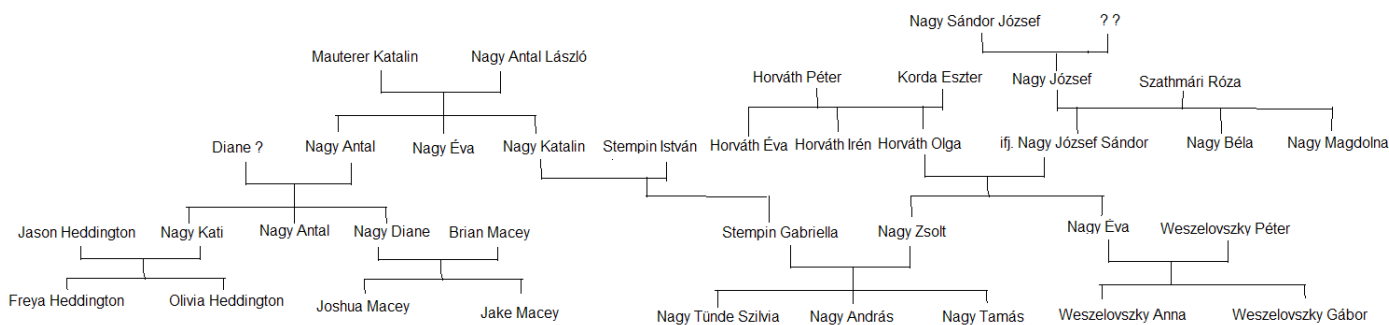 Nagy Sándor József
? ?
Mauterer Katalin
Nagy Antal László
Horváth Péter
Korda Eszter
Nagy József
Szathmári Róza
Diane ?
Nagy Antal
Nagy Éva
Nagy Katalin
Stempin István
Horváth Éva
Horváth Irén
Horváth Olga
ifj. Nagy József Sándor
Nagy Béla
Nagy Magdolna
Jason Heddington
Nagy Kati
Nagy Antal
Nagy Diane
Brian Macey
Stempin Gabriella
Nagy Zsolt
Nagy Éva
Weszelovszky Péter
Freya Heddington
Olivia Heddington
Joshua Macey
Jake Macey
Nagy Tünde Szilvia
Nagy András
Nagy Tamás
Weszelovszky Anna
Weszelovszky Gábor